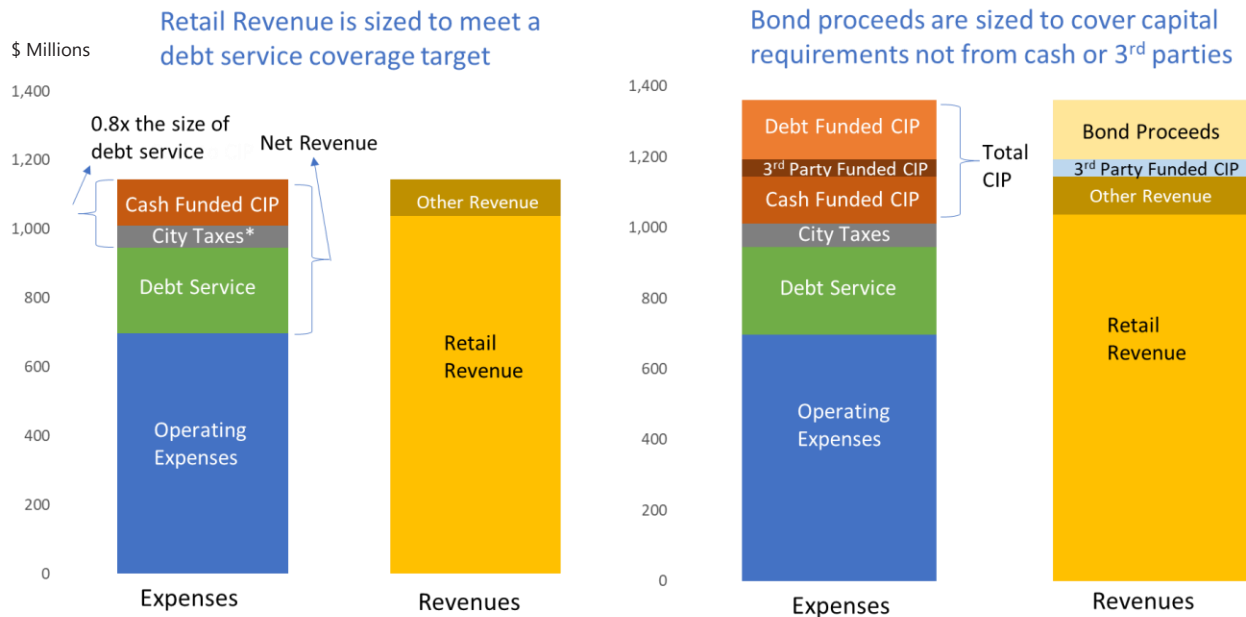 Retail Revenue is sized to meet a
debt service coverage target
$ Millions
1,400
1,200
1,000
800
600
400
200
0
0.8x the size of
debt service
Net Revenue
Cash Funded CIP
City Taxes*
Debt Service
Operating
Expenses
Other Revenue
Retail
Revenue
Expenses
Revenues
Bond proceeds are sized to cover capital
requirements not from cash or 3rd parties
1,400
1,200
1,000
800
600
400
200
0
Debt Funded CIP
3rd Party Funded CIP
Cash Funded CIP
City Taxes
Debt Service
Operating
Expenses
Total
CIP
Bond Proceeds
3rd Party Funded CIP
Other Revenue
Retail
Revenue
Expenses
Revenues